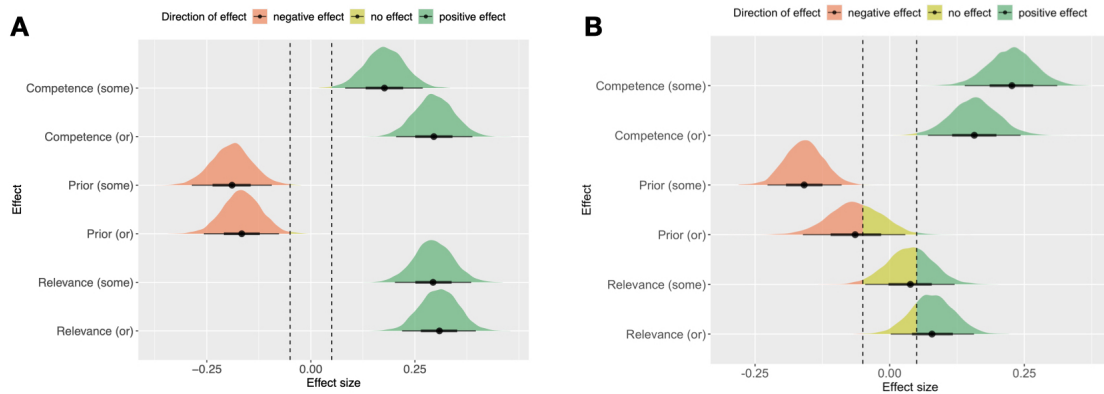 A
Direction of effect negative effect no effect positive effect
Competence (some)
Competence (or)
Prior (some)
Prior (or)
Relevance (some)
Relevance (or)
Effect
−0.25 0.00 0.25
Effect size
B
Direction of effect negative effect no effect positive effect
Competence (some)
Competence (or)
Prior (some)
Prior (or)
Relevance (some)
Relevance (or)
Effect
-0.25 0.00 0.25
Effect size